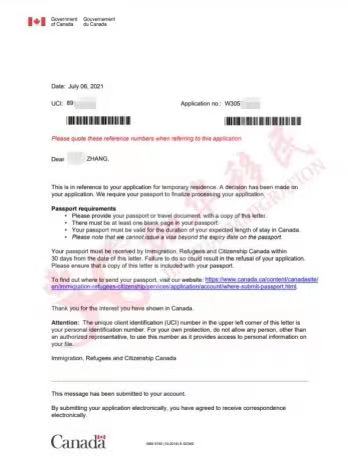 Government
of Canada
Gouvernement
du Canada
Date: July 06, 2021
UCI: 89
Application no.: W305
Please quote these reference numbers when referring to this application
Dear ZHANG,
This is in reference to your application for temporary residence. A decision has been made on
your application. We require your passport to finalize processing your application.
Passport requirements
• Please provide your passport or travel document, with a copy of this letter.
• There must be at least one blank page in your passport.
• Your passport must be valid for the duration of your expected length of stay in Canada.
• Please note that we cannot issue a visa beyond the expiry date on the passport.
Your passport must be received by Immigration, Refugees and Citizenship Canada within
30 days from the date of this letter. Failure to do so could result in the refusal of your application.
Please ensure that a copy of this letter is included with your passport.
To find out where to send your passport, visit our website: https://www.canada.ca/content/canadasite/
en/immigration-refugees-citizenship/services/application/account/where-submit-passport.html.
Thank you for the interest you have shown in Canada.
Attention: The unique client identification (UCI) number in the upper left corner of this letter is
your personal identification number. For your own protection, do not allow any person, other than
an authorized representative, to use this number as it provides access to personal information on
your file.
Immigration, Refugees and Citizenship Canada
This message has been submitted to your account.
By submitting your application electronically, you have agreed to receive correspondence
electronically.
Canada
移民
IMMIGRATION